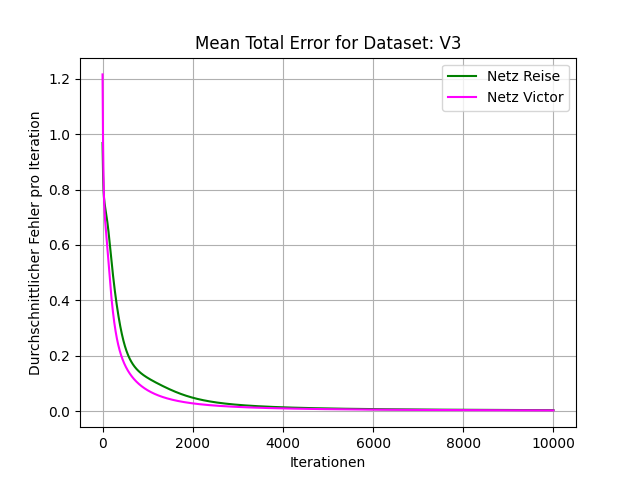 Mean Total Error for Dataset: V3
Netz Reise
Netz Victor
Durchschnittlicher Fehler pro Iteration
1.2
1.0
0.8
0.6
0.4
0.2
0.0
0
2000
4000
6000
8000
10000
Iterationen